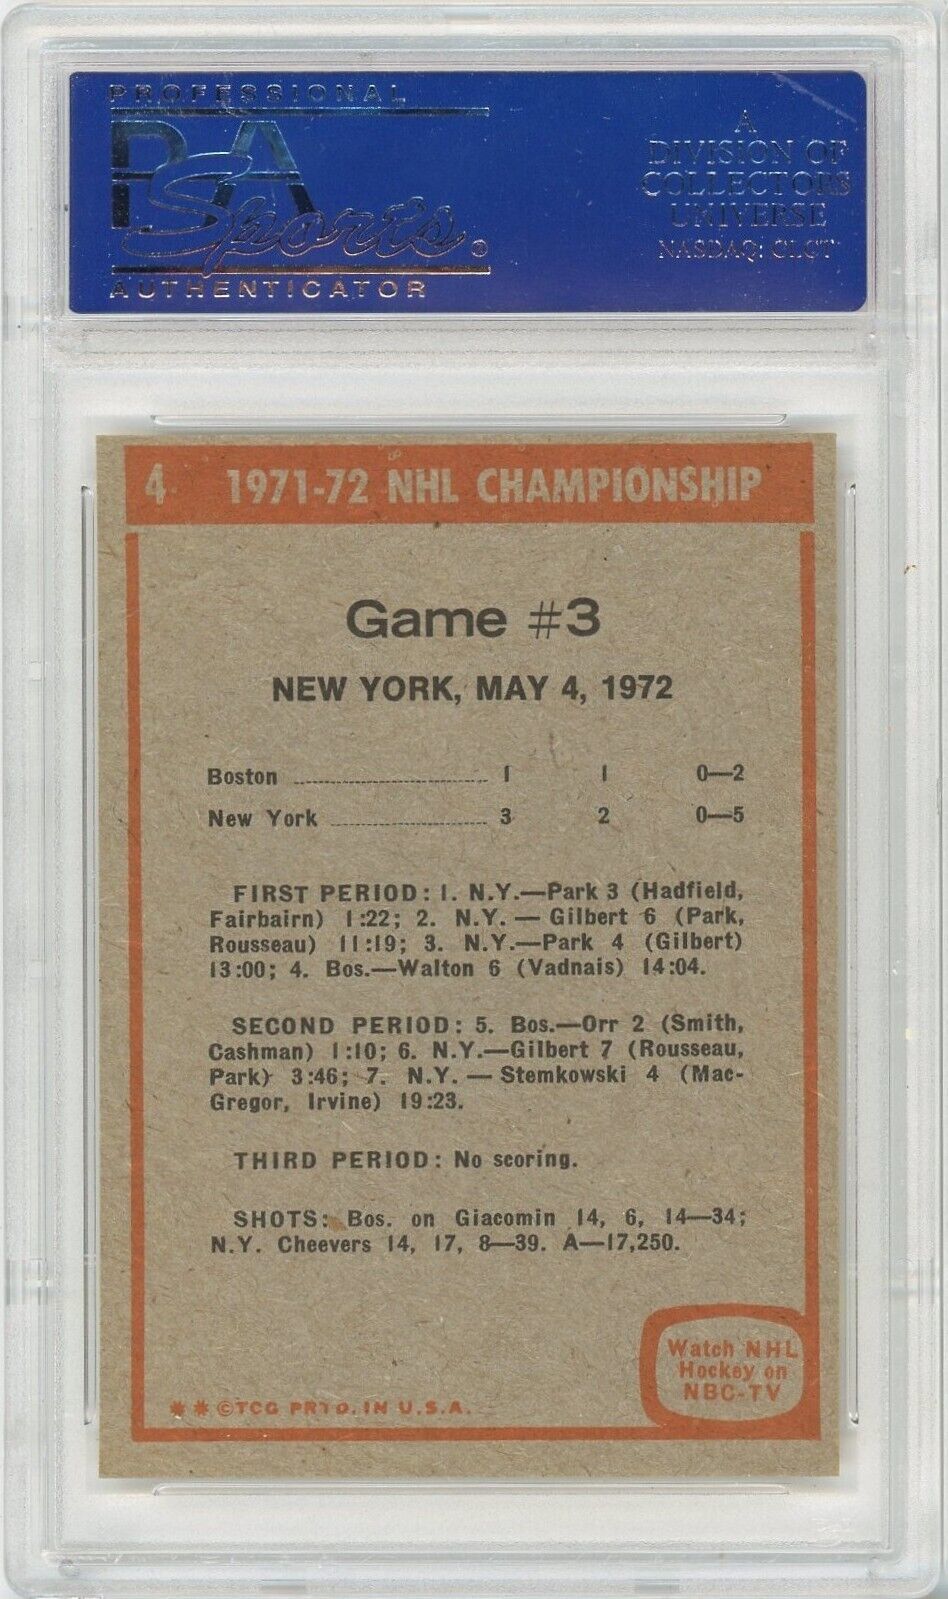 PROFESSIONAL
PSA
Sports®
AUTHENTICATOR
A
DIVISION OF
COLLECTORS
UNIVERSE
NASDAQ: CLCT
4 1971-72 NHL CHAMPIONSHIP
Game #3
NEW YORK, MAY 4, 1972
Boston 1 1 0—2
New York 3 2 0—5
FIRST PERIOD: 1. N.Y.—Park 3 (Hadfield,
Fairbairn) 1:22; 2. N.Y. — Gilbert 6 (Park,
Rousseau) 11:19; 3. N.Y.—Park 4 (Gilbert)
13:00; 4. Bos.—Walton 6 (Vadnais) 14:04.
SECOND PERIOD: 5. Bos.—Orr 2 (Smith,
Cashman) 1:10; 6. N.Y.—Gilbert 7 (Rousseau,
Park) 3:46; 7. N.Y. — Stemkowski 4 (Mac-
Gregor, Irvine) 19:23.
THIRD PERIOD: No scoring.
SHOTS: Bos. on Giacomin 14, 6, 14—34;
N.Y. Cheevers 14, 17, 8—39. A—17,250.
Watch NHL
Hockey on
NBC-TV
** ©TCG PRTD. IN U.S.A.